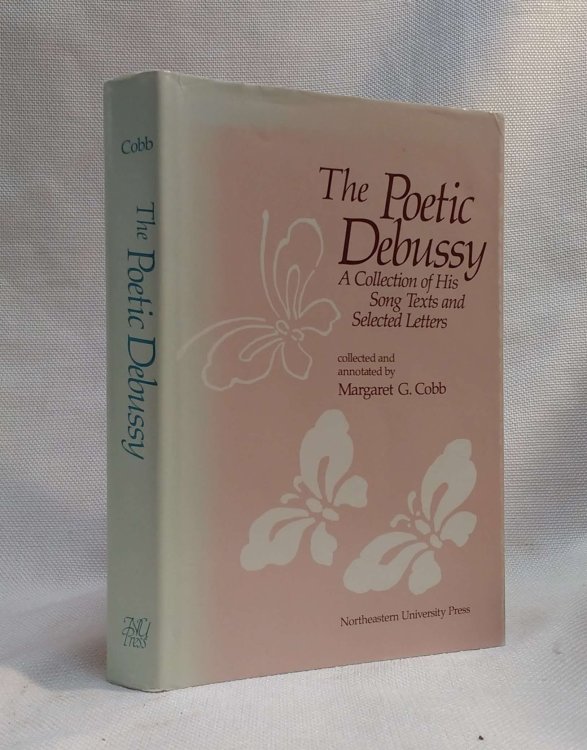 Cobb
The Poetic Debussy
NU
Press
The Poetic
Debussy
A Collection of His
Song Texts and
Selected Letters
collected and
annotated by
Margaret G. Cobb
Northeastern University Press